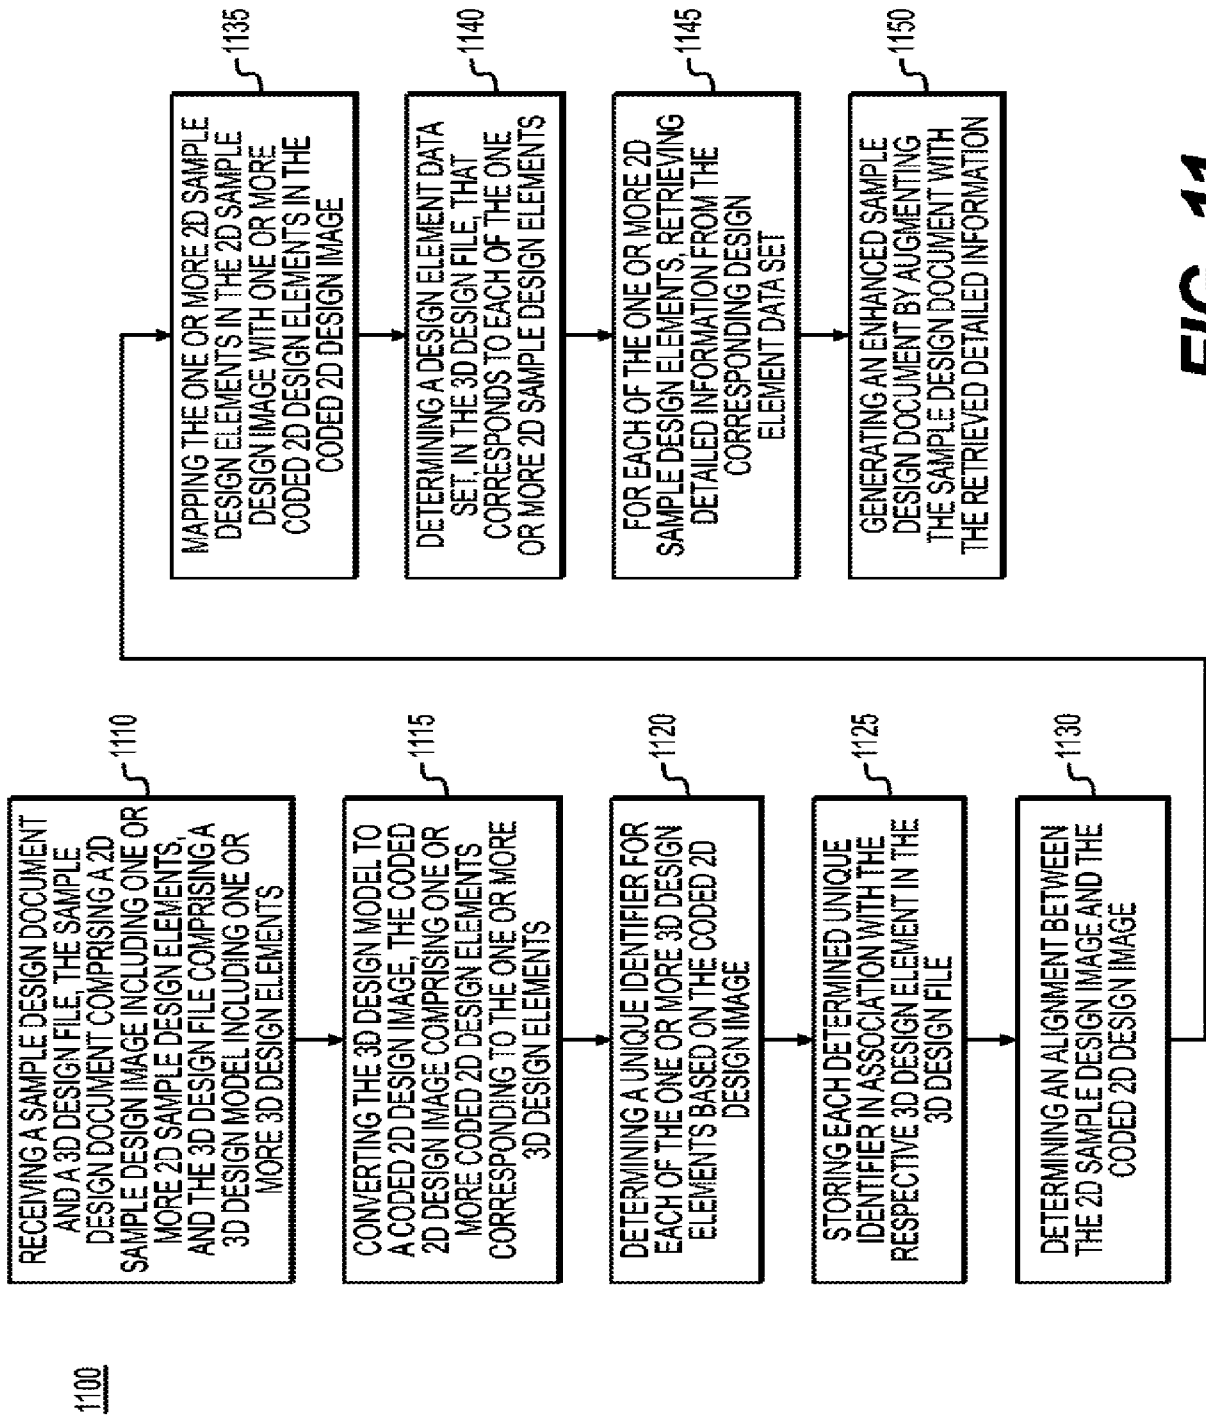 1100
RECEIVING A SAMPLE DESIGN DOCUMENT
AND A 3D DESIGN FILE, THE SAMPLE
DESIGN DOCUMENT COMPRISING A 2D
SAMPLE DESIGN IMAGE INCLUDING ONE OR
MORE 2D SAMPLE DESIGN ELEMENTS,
AND THE 3D DESIGN FILE COMPRISING A
3D DESIGN MODEL INCLUDING ONE OR
MORE 3D DESIGN ELEMENTS
1110
CONVERTING THE 3D DESIGN MODEL TO
A CODED 2D DESIGN IMAGE, THE CODED
2D DESIGN IMAGE COMPRISING ONE OR
MORE CODED 2D DESIGN ELEMENTS
CORRESPONDING TO THE ONE OR MORE
3D DESIGN ELEMENTS
1115
DETERMINING A UNIQUE IDENTIFIER FOR
EACH OF THE ONE OR MORE 3D DESIGN
ELEMENTS BASED ON THE CODED 2D
DESIGN IMAGE
1120
STORING EACH DETERMINED UNIQUE
IDENTIFIER IN ASSOCIATION WITH THE
RESPECTIVE 3D DESIGN ELEMENT IN THE
3D DESIGN FILE
1125
DETERMINING AN ALIGNMENT BETWEEN
THE 2D SAMPLE DESIGN IMAGE AND THE
CODED 2D DESIGN IMAGE
1130
MAPPING THE ONE OR MORE 2D SAMPLE
DESIGN ELEMENTS IN THE 2D SAMPLE
DESIGN IMAGE WITH ONE OR MORE
CODED 2D DESIGN ELEMENTS IN THE
CODED 2D DESIGN IMAGE
1135
DETERMINING A DESIGN ELEMENT DATA
SET, IN THE 3D DESIGN FILE, THAT
CORRESPONDS TO EACH OF THE ONE
OR MORE 2D SAMPLE DESIGN ELEMENTS
1140
FOR EACH OF THE ONE OR MORE 2D
SAMPLE DESIGN ELEMENTS, RETRIEVING
DETAILED INFORMATION FROM THE
CORRESPONDING DESIGN
ELEMENT DATA SET
1145
GENERATING AN ENHANCED SAMPLE
DESIGN DOCUMENT BY AUGMENTING
THE SAMPLE DESIGN DOCUMENT WITH
THE RETRIEVED DETAILED INFORMATION
1150
FIG. 11